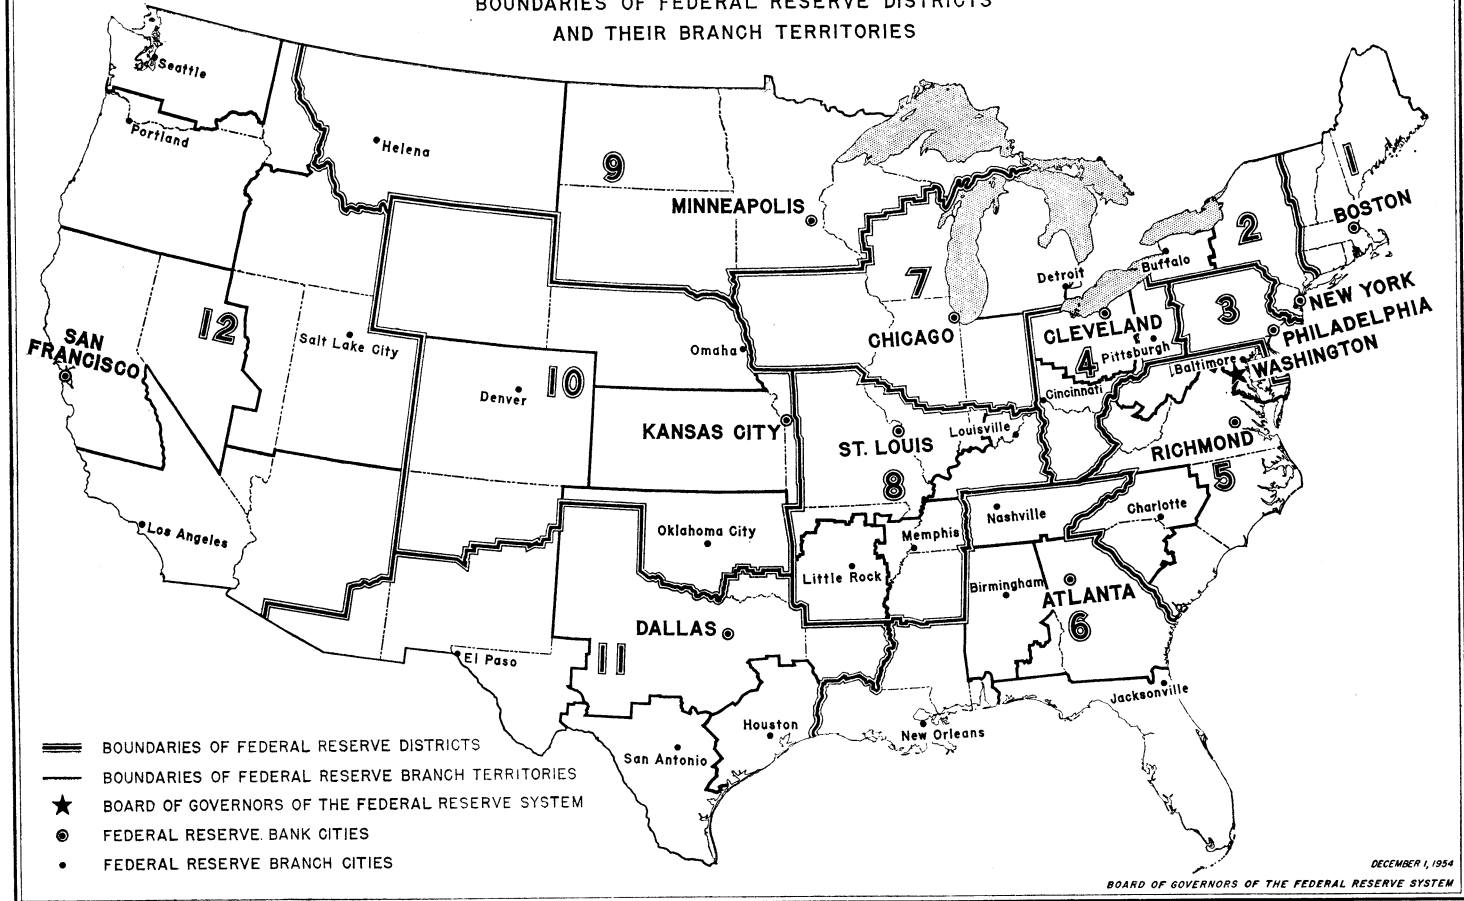 BOUNDARIES OF FEDERAL RESERVE DISTRICTS
AND THEIR BRANCH TERRITORIES
Seattle
Portland
Helena
9
MINNEAPOLIS
1
BOSTON
2
Buffalo
Detroit
7
CHICAGO
CLEVELAND
4
Pittsburgh
Cincinnati
3
NEW YORK
PHILADELPHIA
WASHINGTON
Baltimore
12
SAN
FRANCISCO
Salt Lake City
Omaha
Denver
10
KANSAS CITY
ST. LOUIS
Louisville
8
RICHMOND
5
Los Angeles
Oklahoma City
Memphis
Nashville
Charlotte
Little Rock
Birmingham
ATLANTA
6
DALLAS
11
El Paso
Houston
San Antonio
New Orleans
Jacksonville
BOUNDARIES OF FEDERAL RESERVE DISTRICTS
BOUNDARIES OF FEDERAL RESERVE BRANCH TERRITORIES
BOARD OF GOVERNORS OF THE FEDERAL RESERVE SYSTEM
FEDERAL RESERVE. BANK CITIES
FEDERAL RESERVE BRANCH CITIES
DECEMBER 1, 1954
BOARD OF GOVERNORS OF THE FEDERAL RESERVE SYSTEM